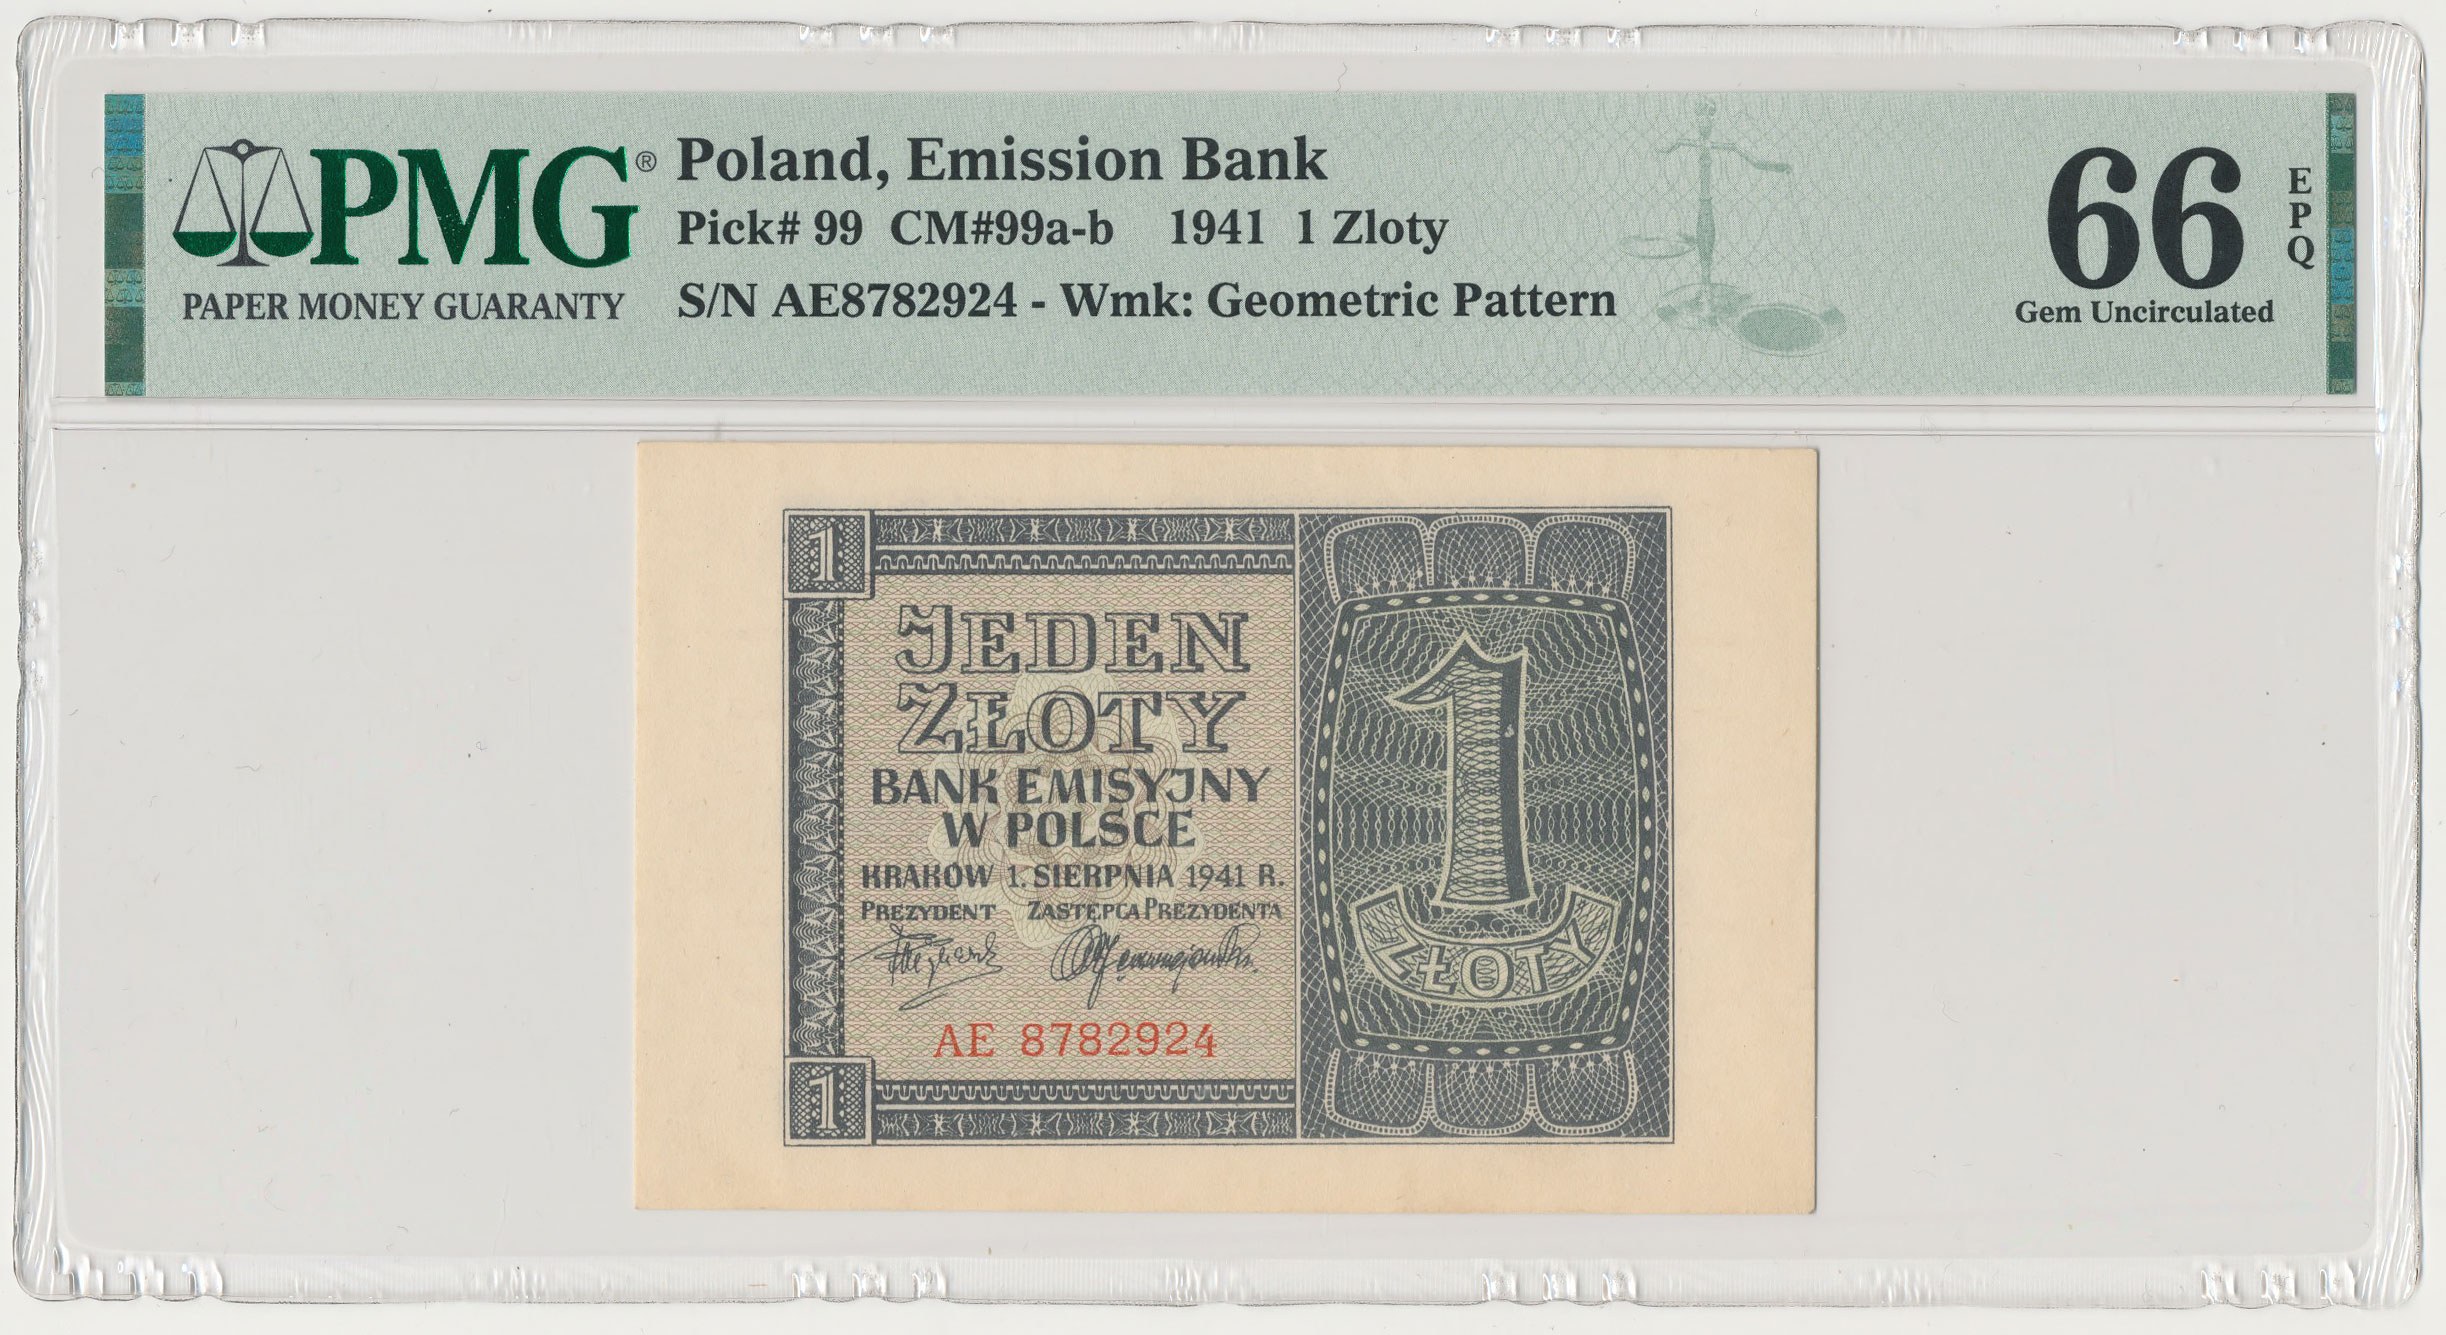 PMG®
PAPER MONEY GUARANTY
Poland, Emission Bank
Pick# 99 CM#99a-b 1941 1 Zloty
S/N AE8782924 - Wmk: Geometric Pattern
66
EPQ
Gem Uncirculated
1
JEDEN
ZŁOTY
BANK EMISYJNY
W POLSCE
KRAKÓW 1. SIERPNIA 1941 R.
PREZYDENT ZASTĘPCA PREZYDENTA
AE 8782924
1
1
ZŁOTY